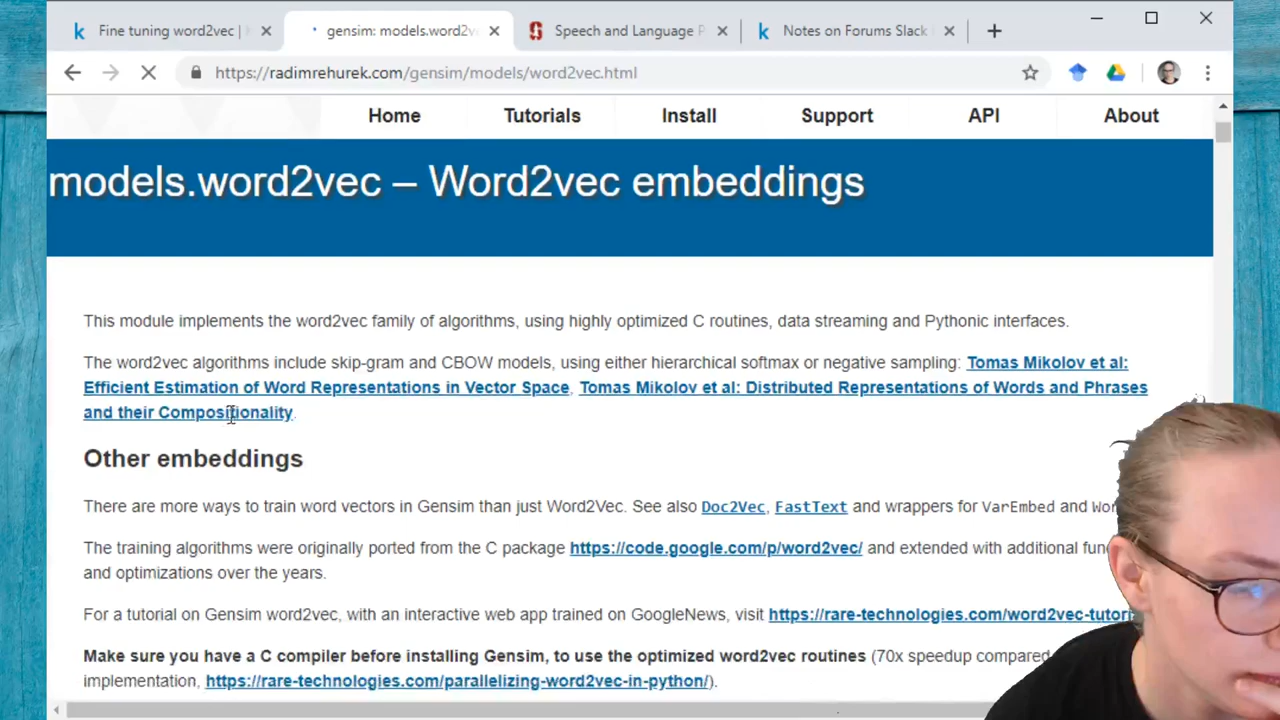 Fine tuning word2vec |
gensim: models.word2v
Speech and Language P
Notes on Forums Slack
https://radimrehurek.com/gensim/models/word2vec.html
Home Tutorials Install Support API About
models.word2vec – Word2vec embeddings
This module implements the word2vec family of algorithms, using highly optimized C routines, data streaming and Pythonic interfaces.
The word2vec algorithms include skip-gram and CBOW models, using either hierarchical softmax or negative sampling: Tomas Mikolov et al:
Efficient Estimation of Word Representations in Vector Space, Tomas Mikolov et al: Distributed Representations of Words and Phrases
and their Compositionality.
Other embeddings
There are more ways to train word vectors in Gensim than just Word2Vec. See also Doc2Vec, FastText and wrappers for VarEmbed and
The training algorithms were originally ported from the C package https://code.google.com/p/word2vec/ and extended with additional
and optimizations over the years.
For a tutorial on Gensim word2vec, with an interactive web app trained on GoogleNews, visit https://rare-technologies.com/word2vec-tutori
Make sure you have a C compiler before installing Gensim, to use the optimized word2vec routines (70x speedup compared
implementation, https://rare-technologies.com/parallelizing-word2vec-in-python/).